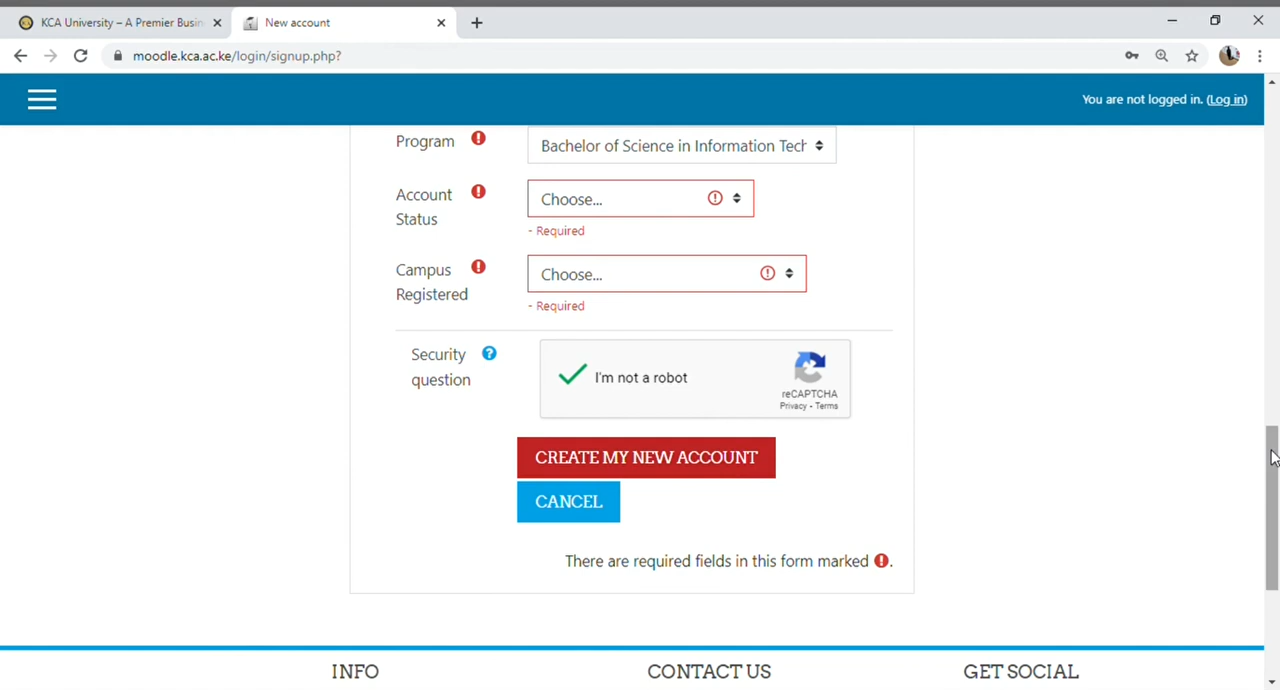 KCA University – A Premier Busin
New account
moodle.kca.ac.ke/login/signup.php?
You are not logged in. (Log in)
Program
Bachelor of Science in Information Tech
Account
Status
Choose...
- Required
Campus
Registered
Choose...
- Required
Security
question
I'm not a robot
reCAPTCHA
Privacy - Terms
CREATE MY NEW ACCOUNT
CANCEL
There are required fields in this form marked .
INFO
CONTACT US
GET SOCIAL